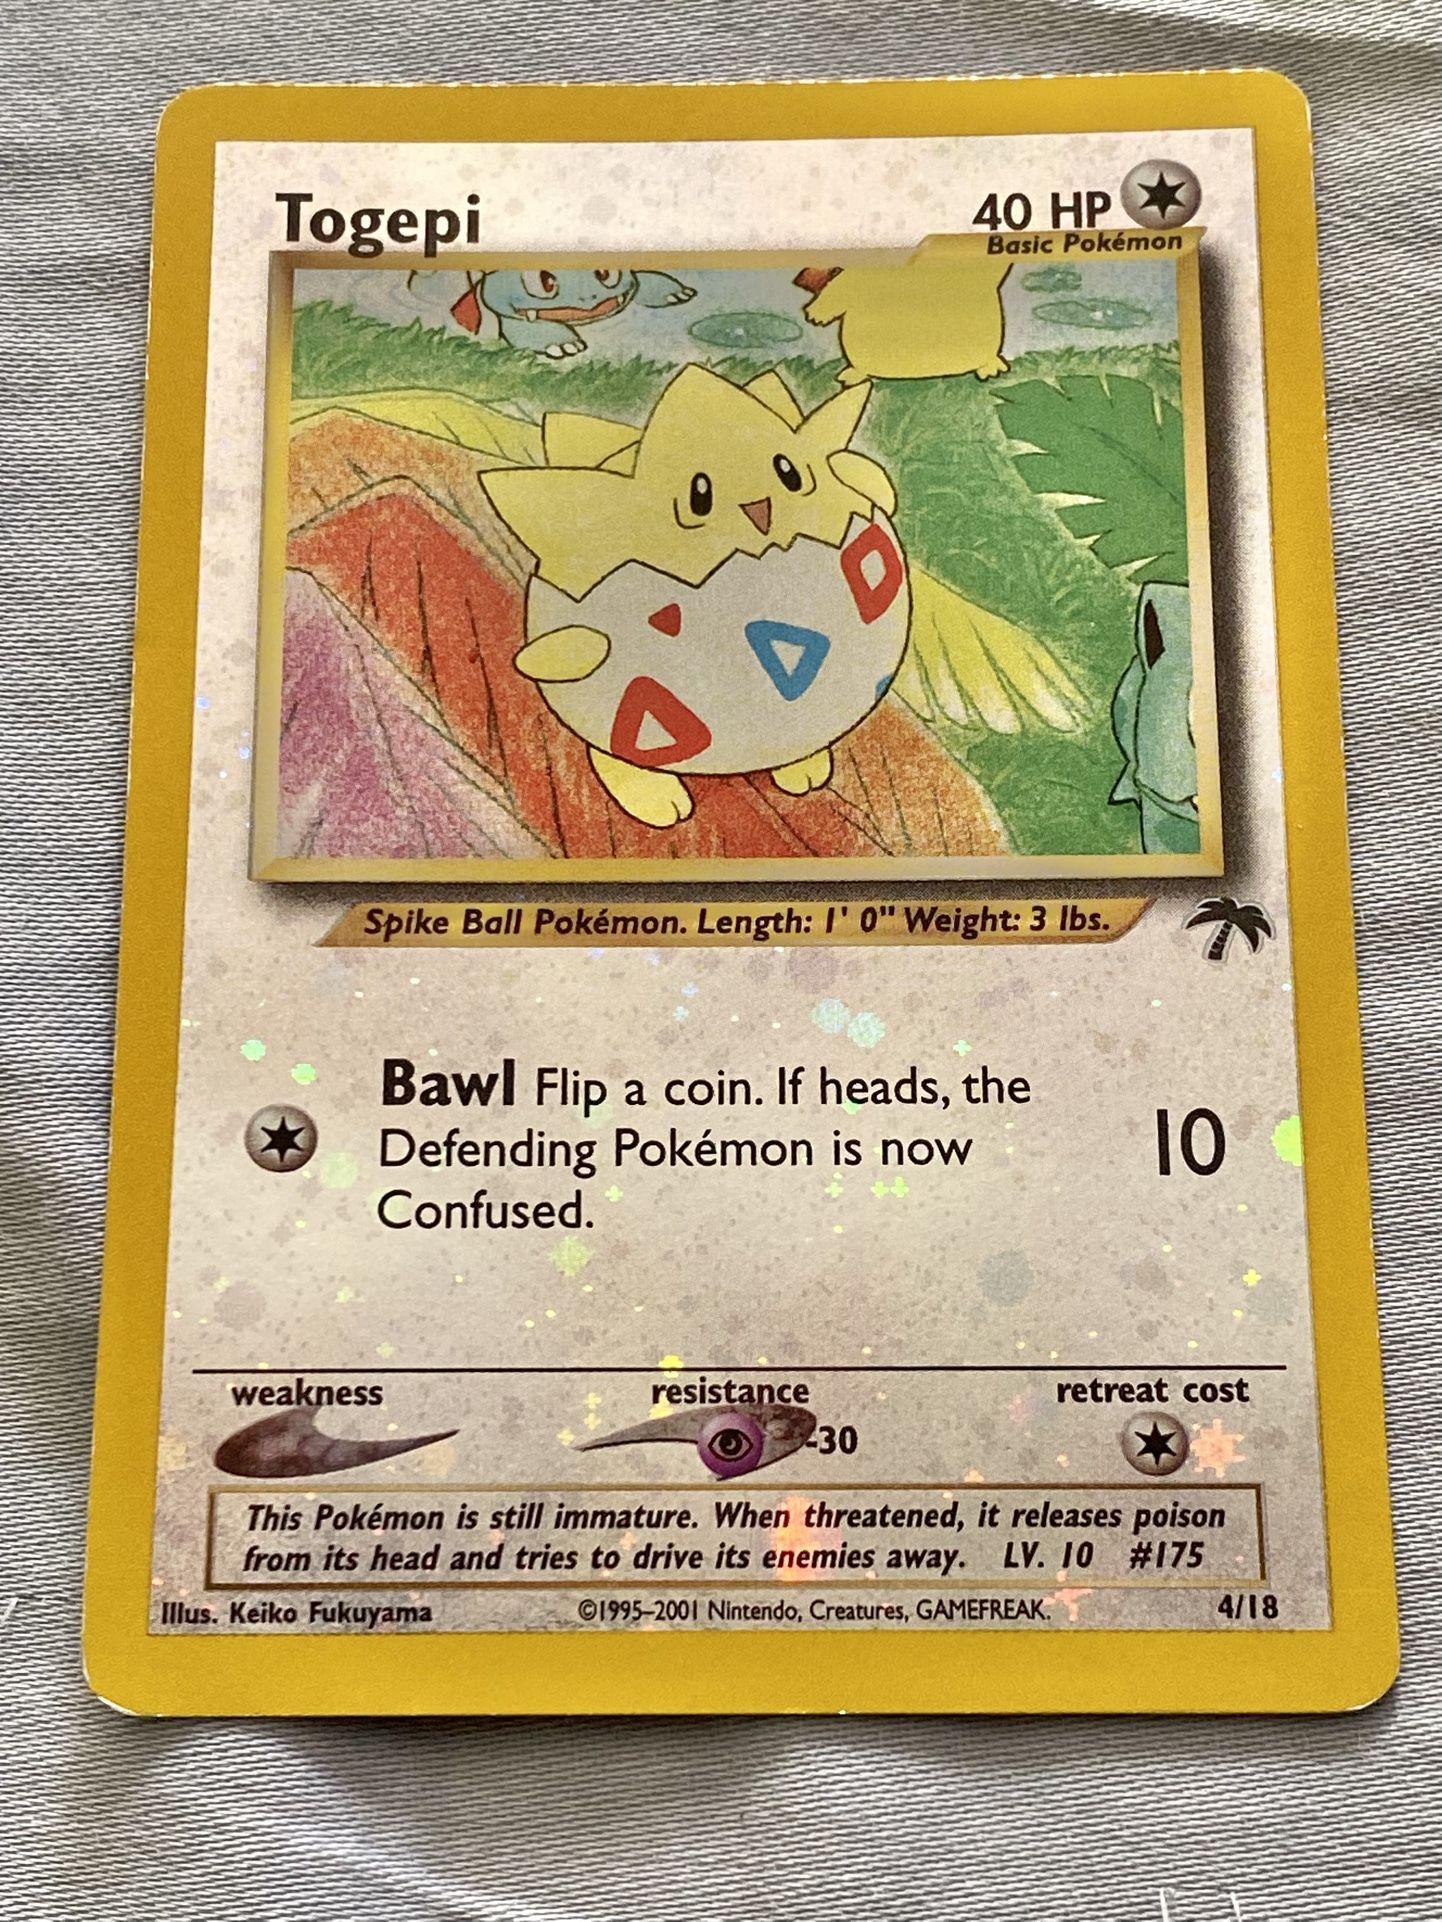 Togepi
40 HP
Basic Pokémon
Spike Ball Pokémon. Length: 1' 0" Weight: 3 lbs.
Bawl Flip a coin. If heads, the
Defending Pokémon is now
Confused.
10
weakness resistance retreat cost
-30
This Pokémon is still immature. When threatened, it releases poison
from its head and tries to drive its enemies away. LV. 10 #175
Illus. Keiko Fukuyama ©1995–2001 Nintendo, Creatures, GAMEFREAK. 4/18